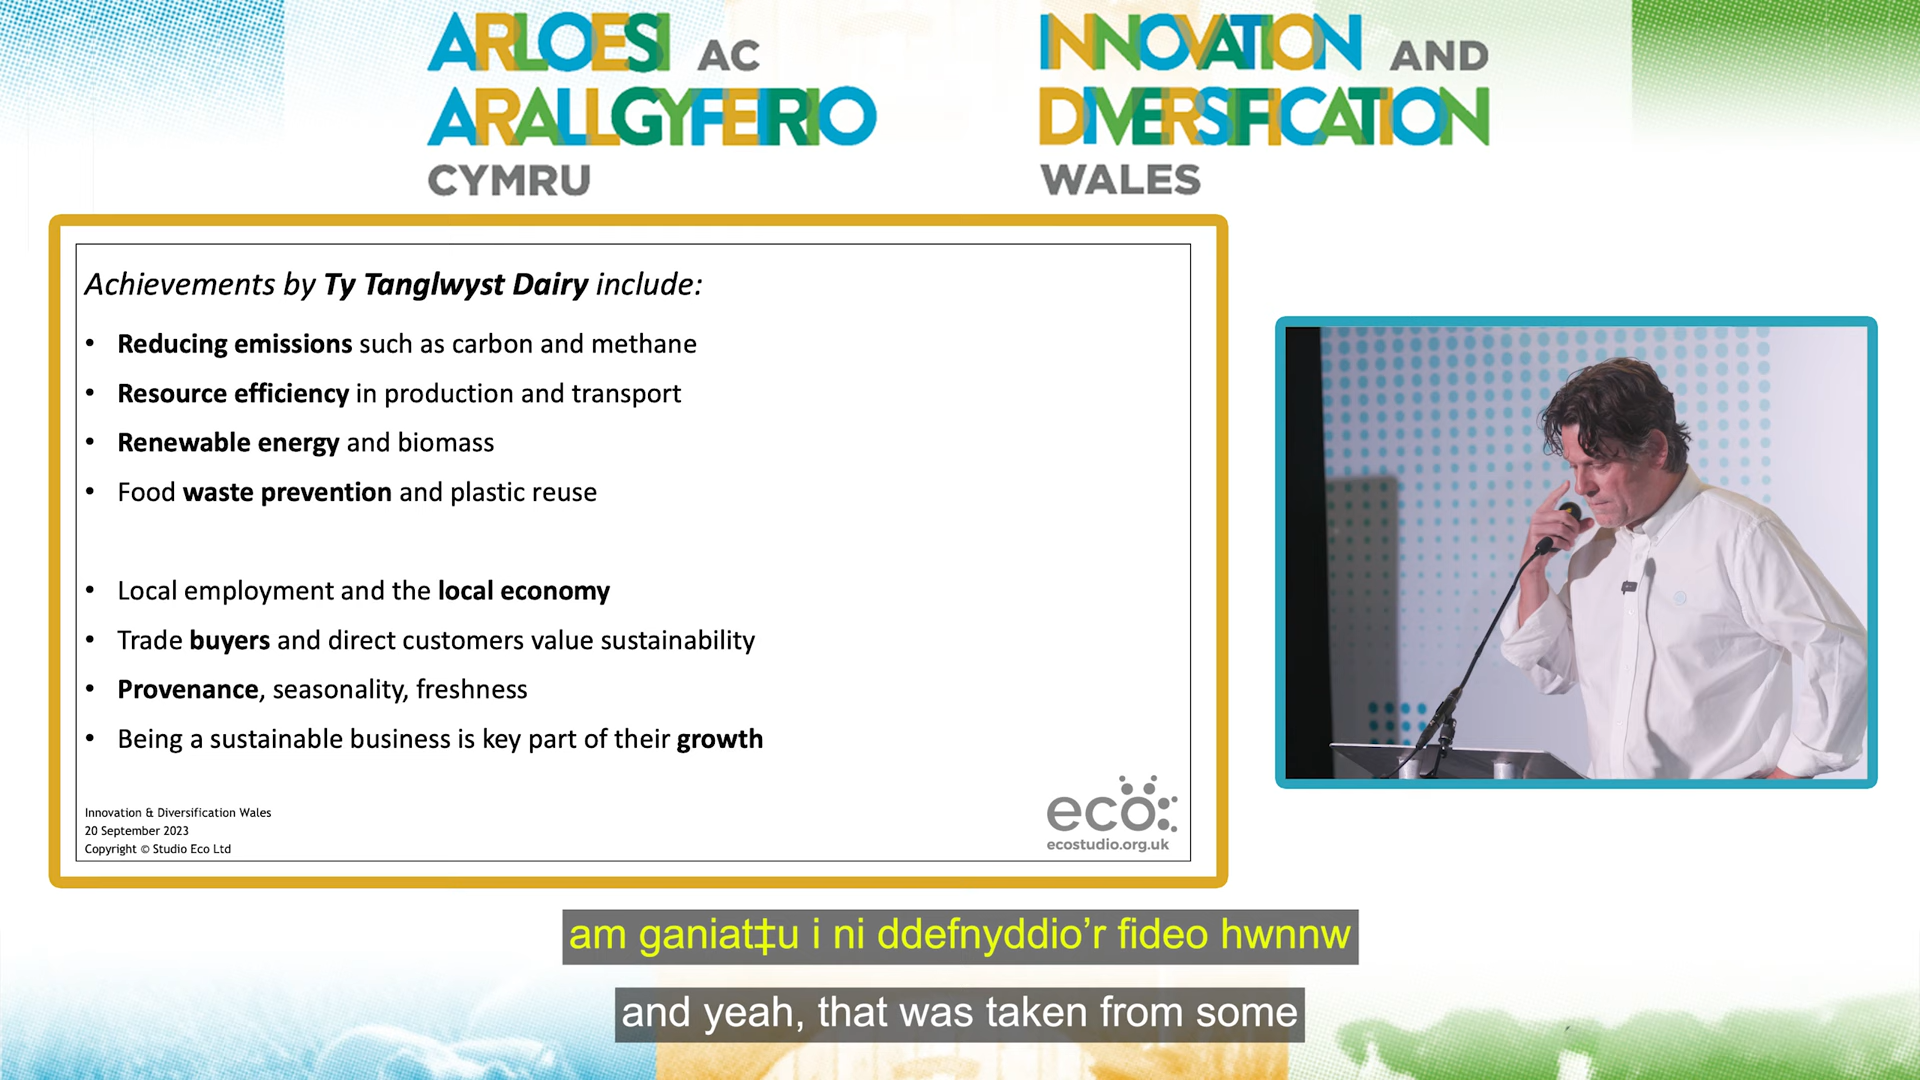 ARLOESI AC
ARALLGYFEIRIO
CYMRU
INNOVATION AND
DIVERSIFICATION
WALES
Achievements by Ty Tanglwyst Dairy include:
• Reducing emissions such as carbon and methane
• Resource efficiency in production and transport
• Renewable energy and biomass
• Food waste prevention and plastic reuse
• Local employment and the local economy
• Trade buyers and direct customers value sustainability
• Provenance, seasonality, freshness
• Being a sustainable business is key part of their growth
Innovation & Diversification Wales
20 September 2023
Copyright © Studio Eco Ltd
eco
ecostudio.org.uk
am ganiat‡u i ni ddefnyddio’r fideo hwnnw
and yeah, that was taken from some